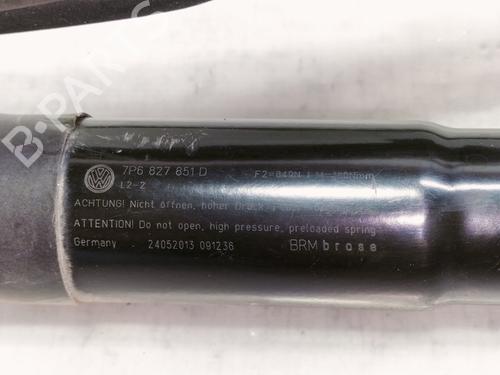 B-PARTS
7P6 827 851 D
L2-Z
ACHTUNG! Nicht öffnen, hoher Druck
ATTENTION! Do not open, high pressure, preloaded spring
Germany 24052013 091236 BRM brose